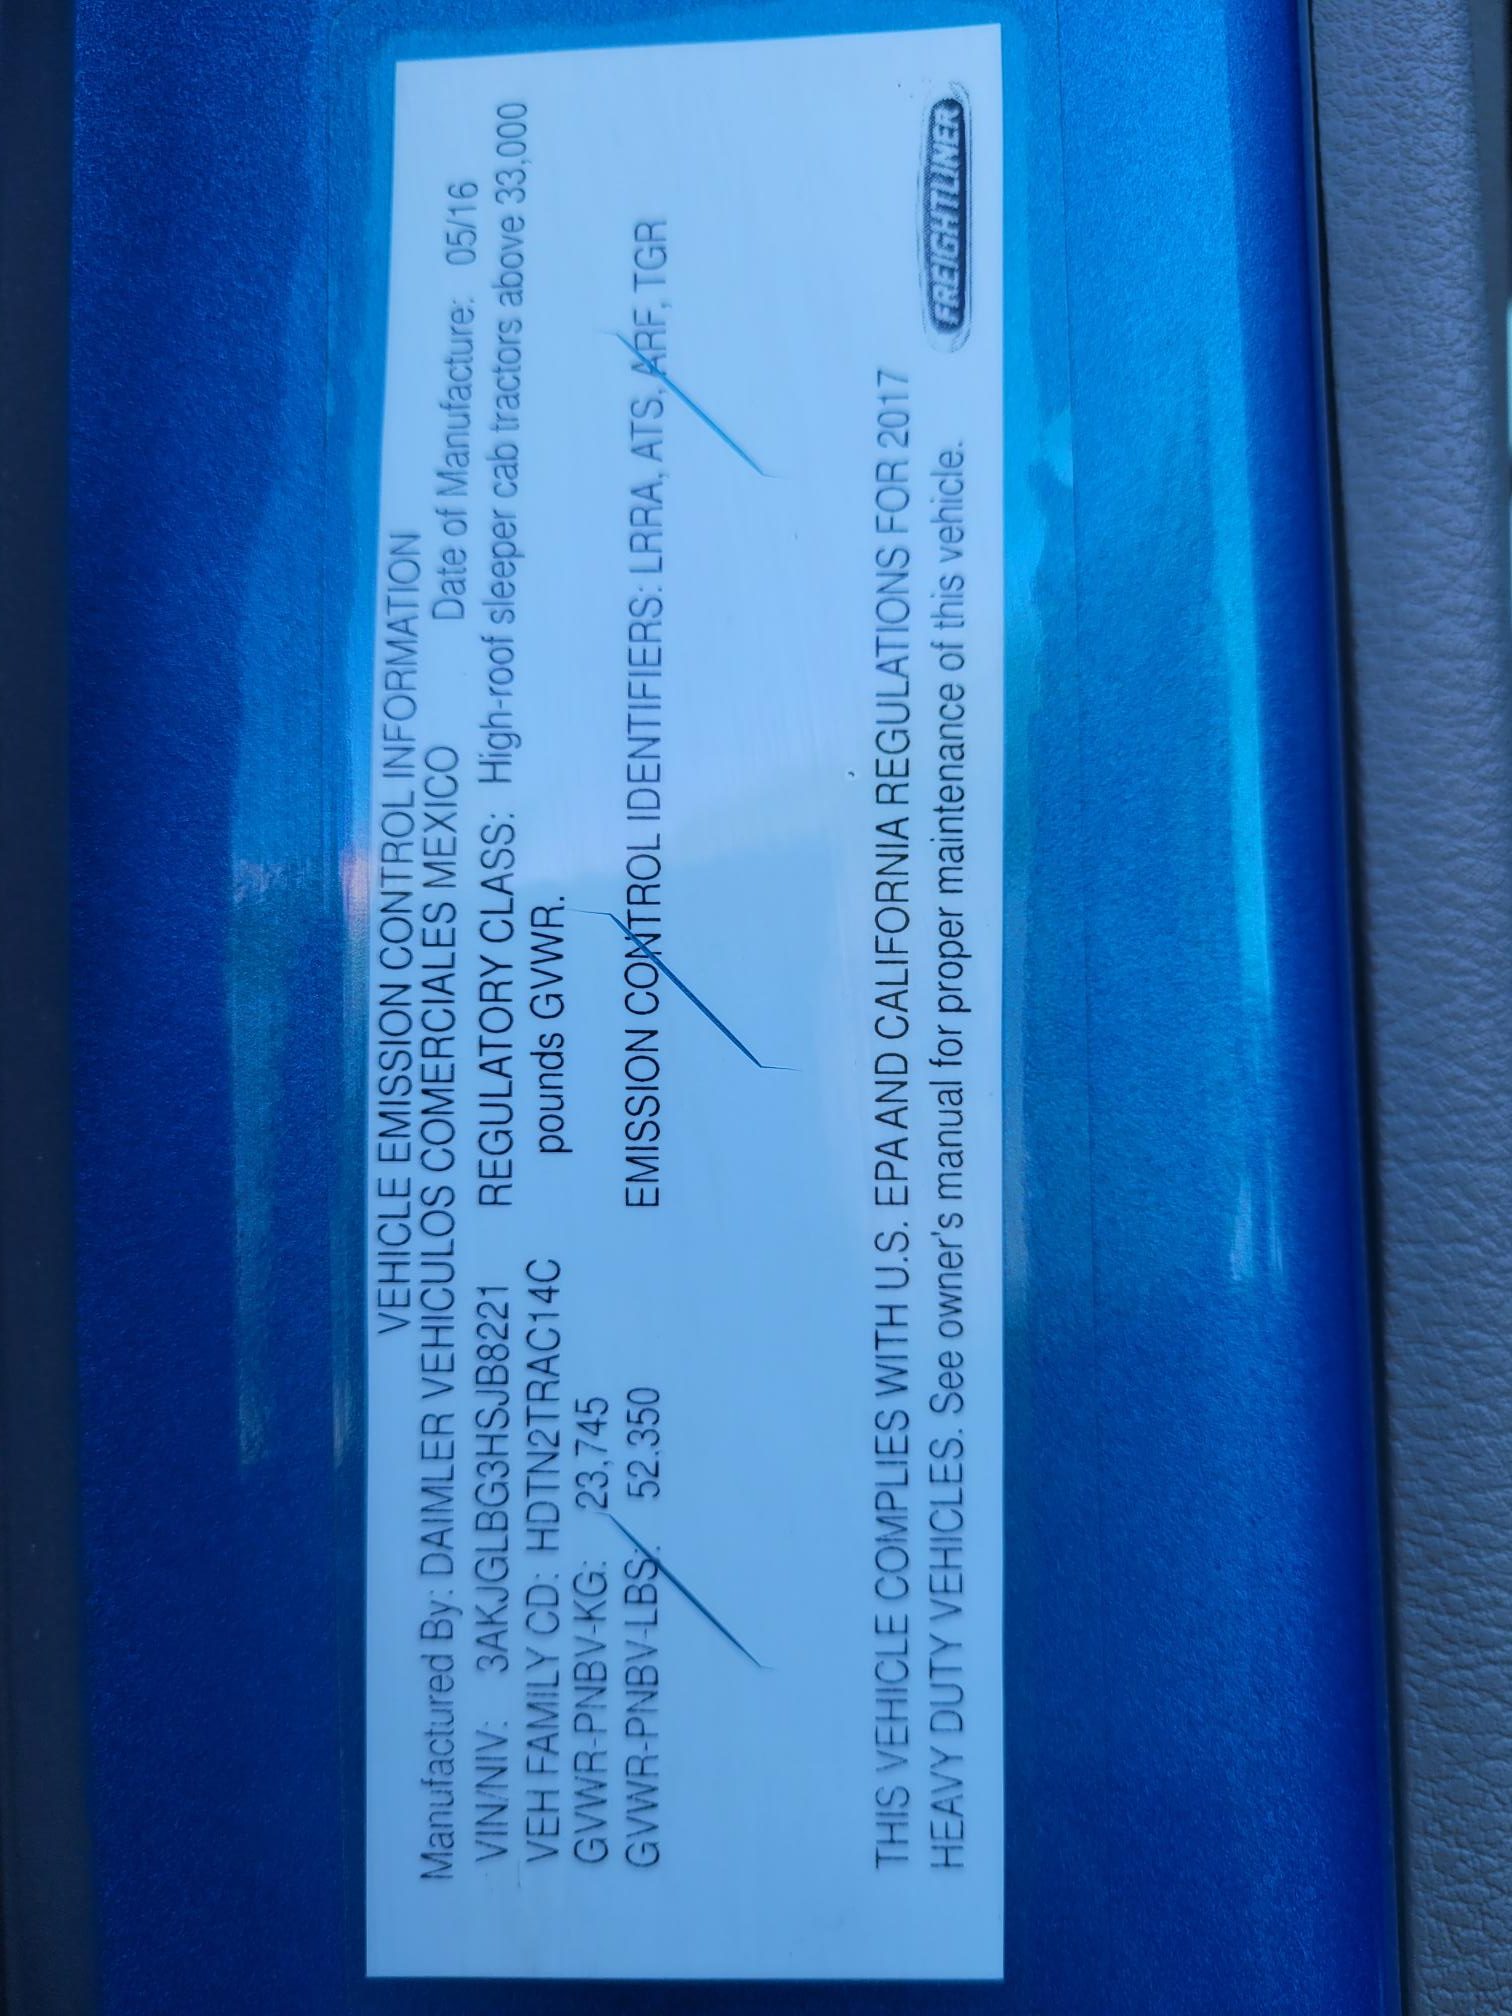 VEHICLE EMISSION CONTROL INFORMATION
Manufactured By: DAIMLER VEHICULOS COMERCIALES MEXICO Date of Manufacture: 05/16
VIN/NIV: 3AKJGLBG3HSJB8221 REGULATORY CLASS: High-roof sleeper cab tractors above 33,000
VEH FAMILY CD: HDTN2TRAC14C pounds GVWR.
GVWR-PNBV-KG: 23,745
GVWR-PNBV-LBS: 52,350 EMISSION CONTROL IDENTIFIERS: LRRA, ATS, ARF, TGR
THIS VEHICLE COMPLIES WITH U.S. EPA AND CALIFORNIA REGULATIONS FOR 2017
HEAVY DUTY VEHICLES. See owner's manual for proper maintenance of this vehicle.
FREIGHTLINER